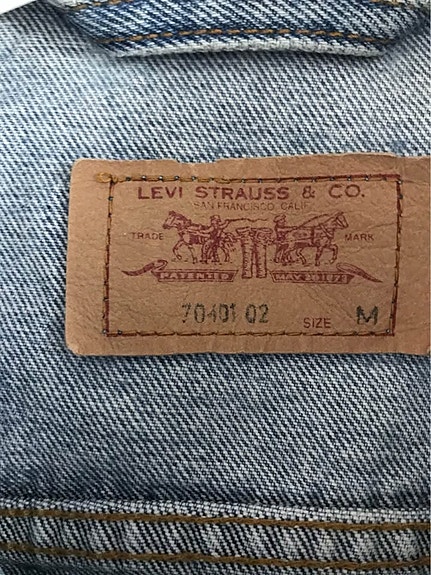 LEVI STRAUSS & CO.
SAN FRANCISCO, CALIF.
TRADE MARK
PATENTED MAY 20 1873
70401 02 SIZE M